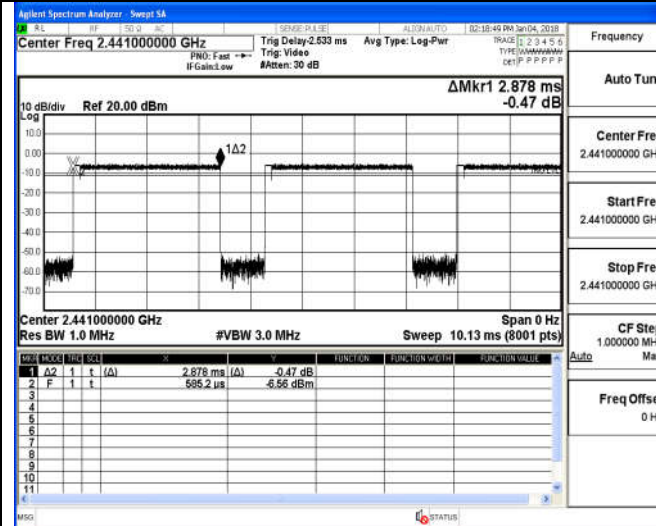 Agilent Spectrum Analyzer - Swept SA
RL RF 50 Ω AC SENSE:PULSE ALIGN AUTO 02:18:49 PM Jan 04, 2018
Center Freq 2.441000000 GHz
PNO: Fast
IFGain:Low
Trig Delay-2.533 ms
Trig: Video
#Atten: 30 dB
Avg Type: Log-Pwr
TRACE 1 2 3 4 5 6
TYPE
DET P P P P P P
ΔMkr1 2.878 ms
-0.47 dB
10 dB/div Ref 20.00 dBm
Log
10.0
0.00
-10.0
-20.0
-30.0
-40.0
-50.0
-60.0
-70.0
1Δ2
TRIG LVL
Center 2.441000000 GHz Span 0 Hz
Res BW 1.0 MHz #VBW 3.0 MHz Sweep 10.13 ms (8001 pts)
MKR MODE TRC SCL X Y FUNCTION FUNCTION WIDTH FUNCTION VALUE
1 Δ2 1 t (Δ) 2.878 ms (Δ) -0.47 dB
2 F 1 t 585.2 µs -6.56 dBm
3
4
5
6
7
8
9
10
11
MSG STATUS
Frequency
Auto Tun
Center Fre
2.441000000 GH
Start Fre
2.441000000 GH
Stop Fre
2.441000000 GH
CF Ste
1.000000 MH
Auto Ma
Freq Offse
0 H